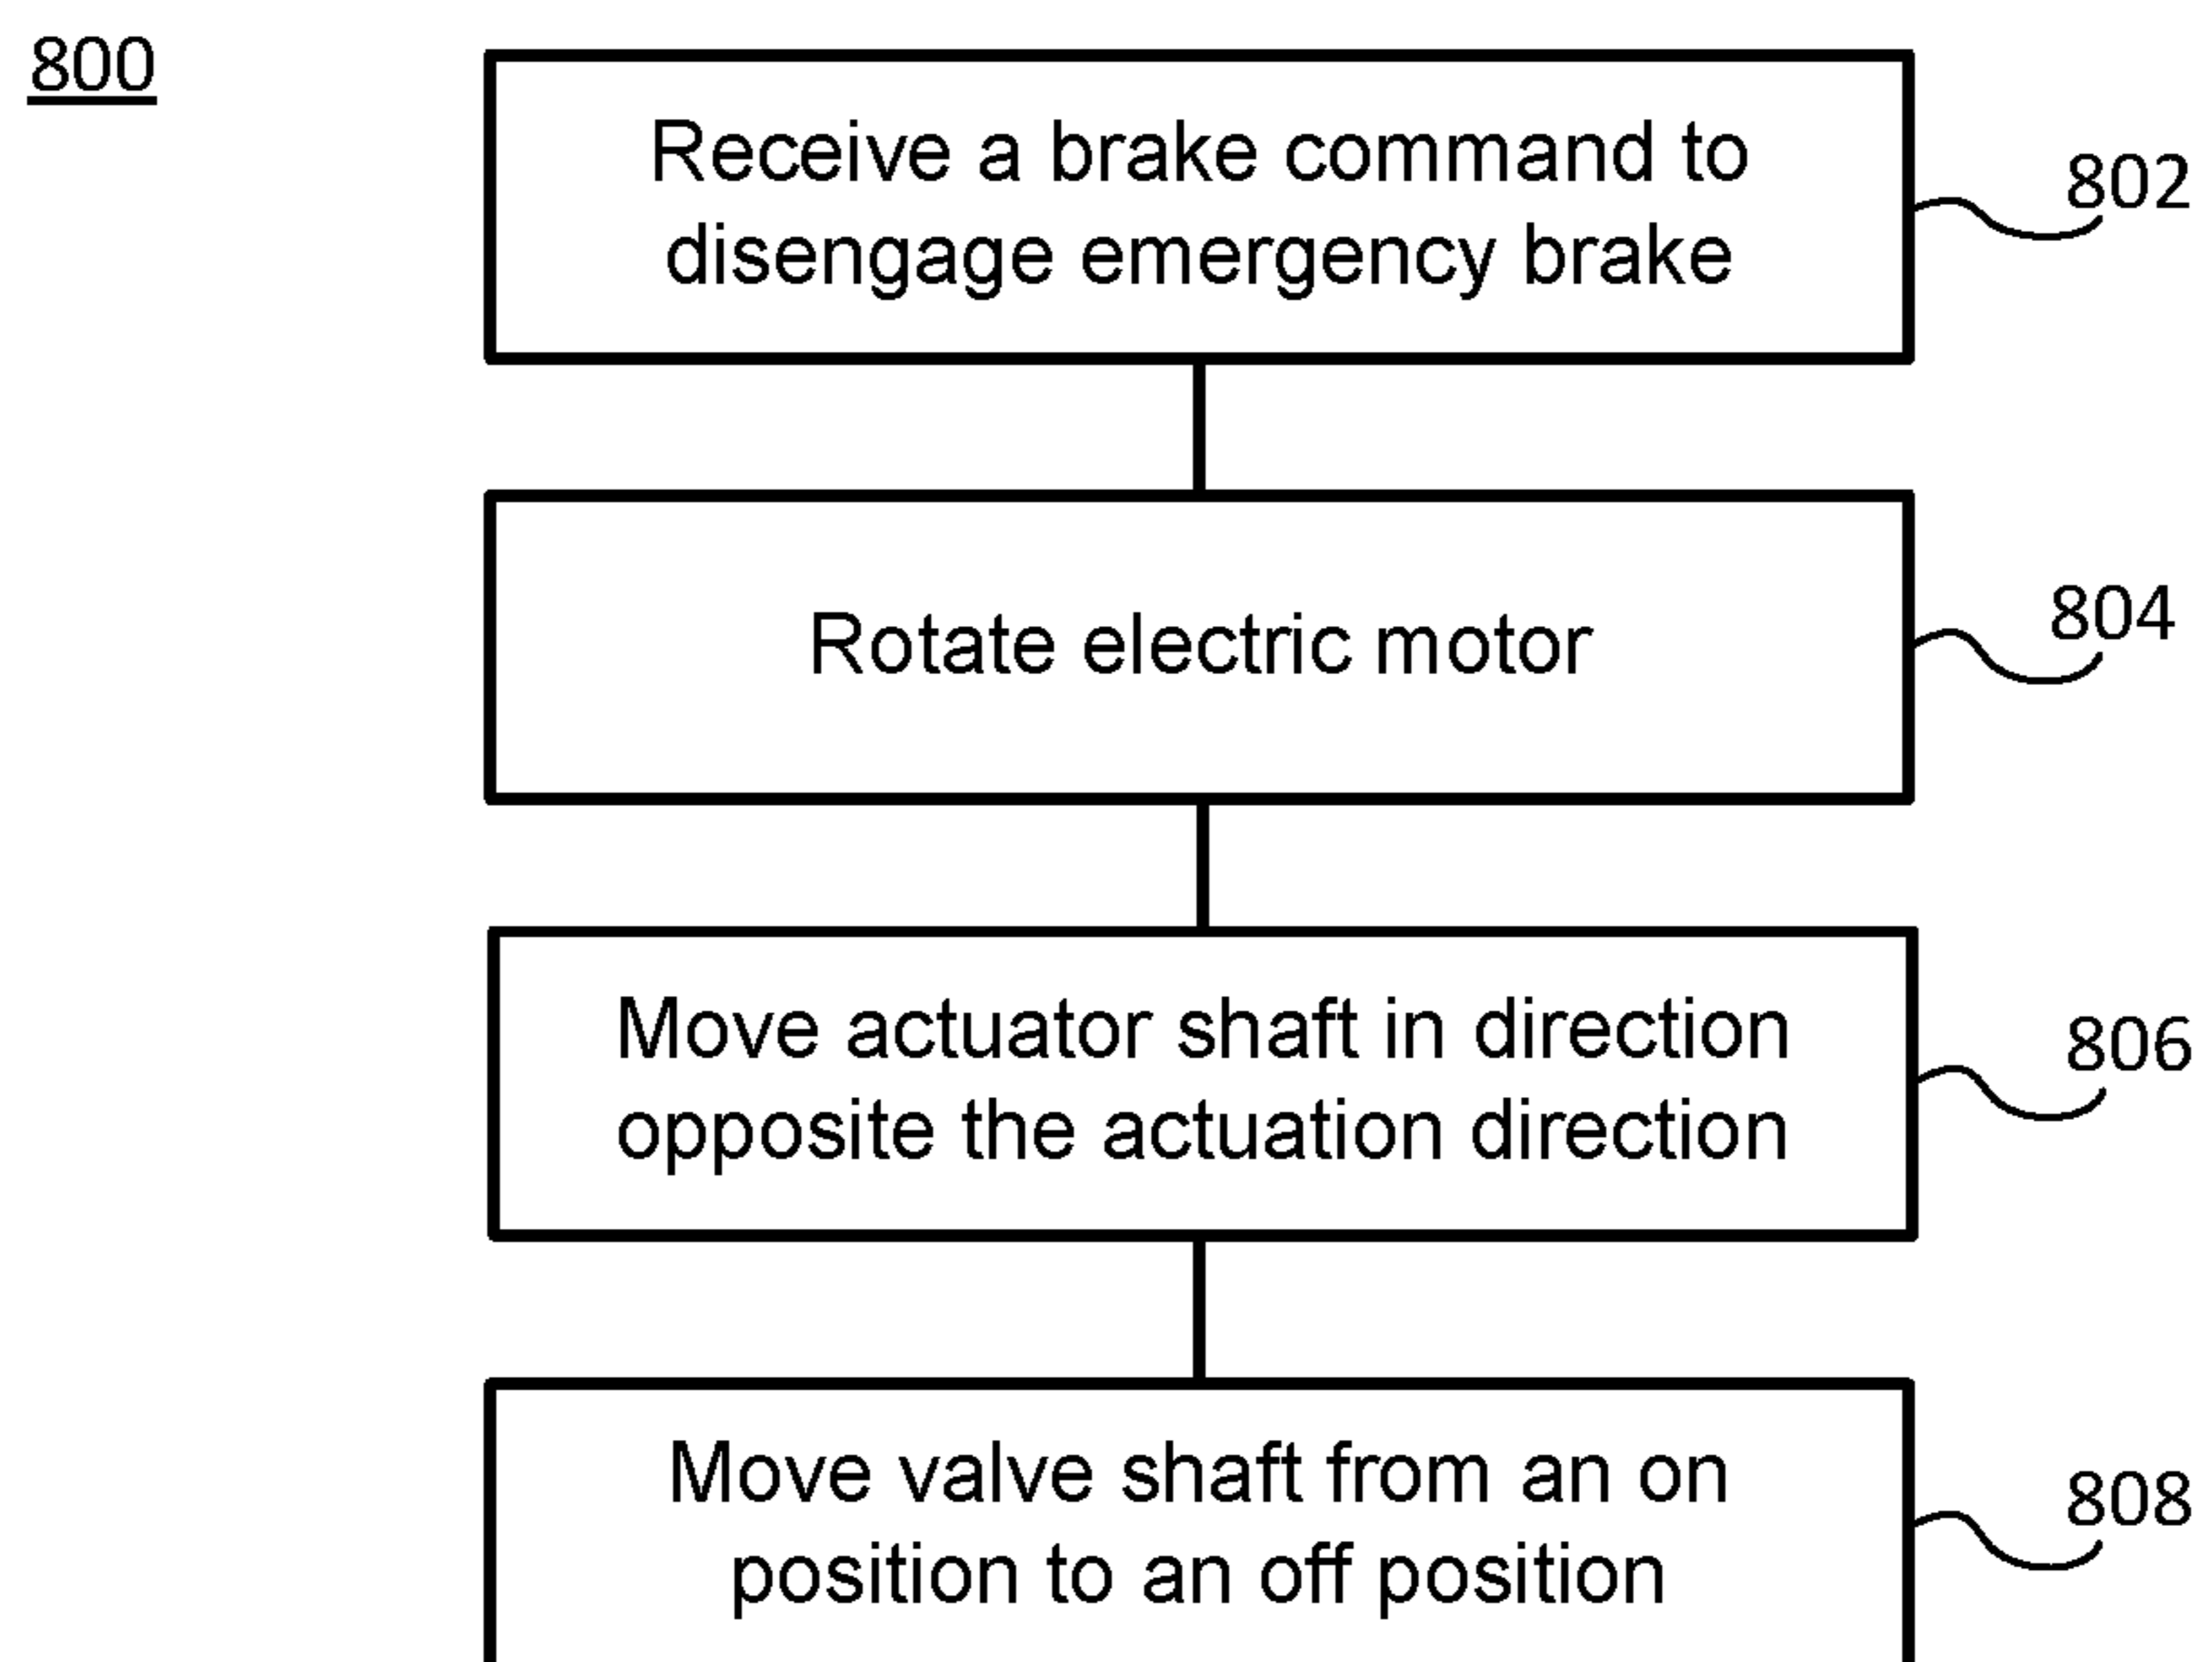 800
Receive a brake command to
disengage emergency brake
802
Rotate electric motor
804
Move actuator shaft in direction
opposite the actuation direction
806
Move valve shaft from an on
position to an off position
808